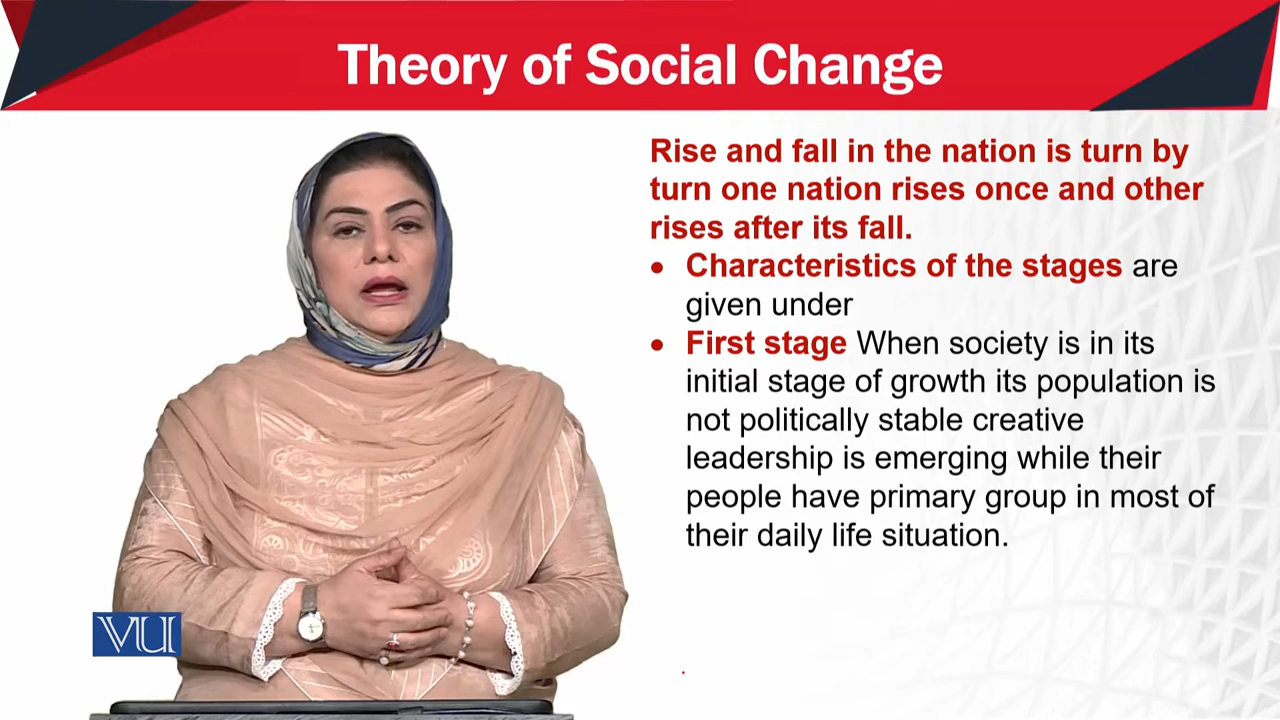 Theory of Social Change
Rise and fall in the nation is turn by
turn one nation rises once and other
rises after its fall.
• Characteristics of the stages are
given under
• First stage When society is in its
initial stage of growth its population is
not politically stable creative
leadership is emerging while their
people have primary group in most of
their daily life situation.
VU